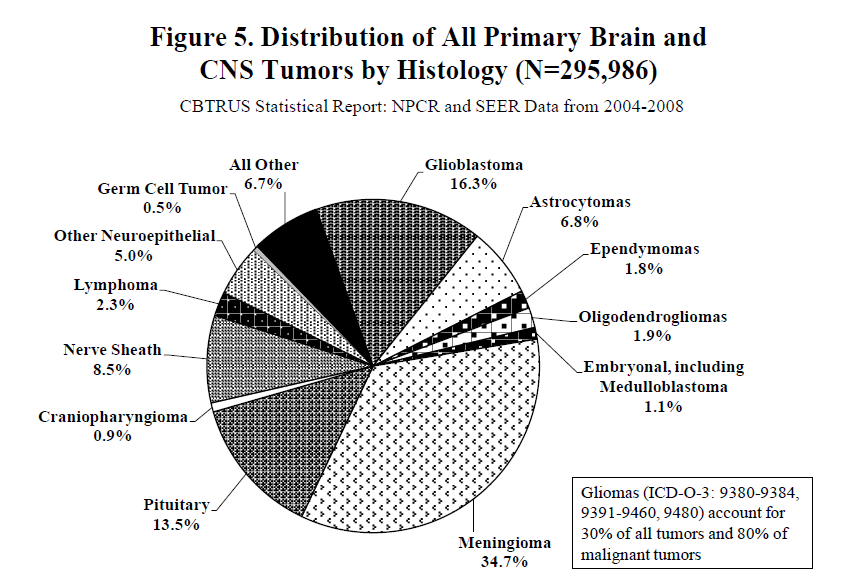 Figure 5. Distribution of All Primary Brain and
CNS Tumors by Histology (N=295,986)
CBTRUS Statistical Report: NPCR and SEER Data from 2004-2008
All Other
6.7%
Glioblastoma
16.3%
Germ Cell Tumor
0.5%
Astrocytomas
6.8%
Other Neuroepithelial
5.0%
Ependymomas
1.8%
Lymphoma
2.3%
Oligodendrogliomas
1.9%
Nerve Sheath
8.5%
Embryonal, including
Medulloblastoma
1.1%
Craniopharyngioma
0.9%
Pituitary
13.5%
Meningioma
34.7%
Gliomas (ICD-O-3: 9380-9384,
9391-9460, 9480) account for
30% of all tumors and 80% of
malignant tumors